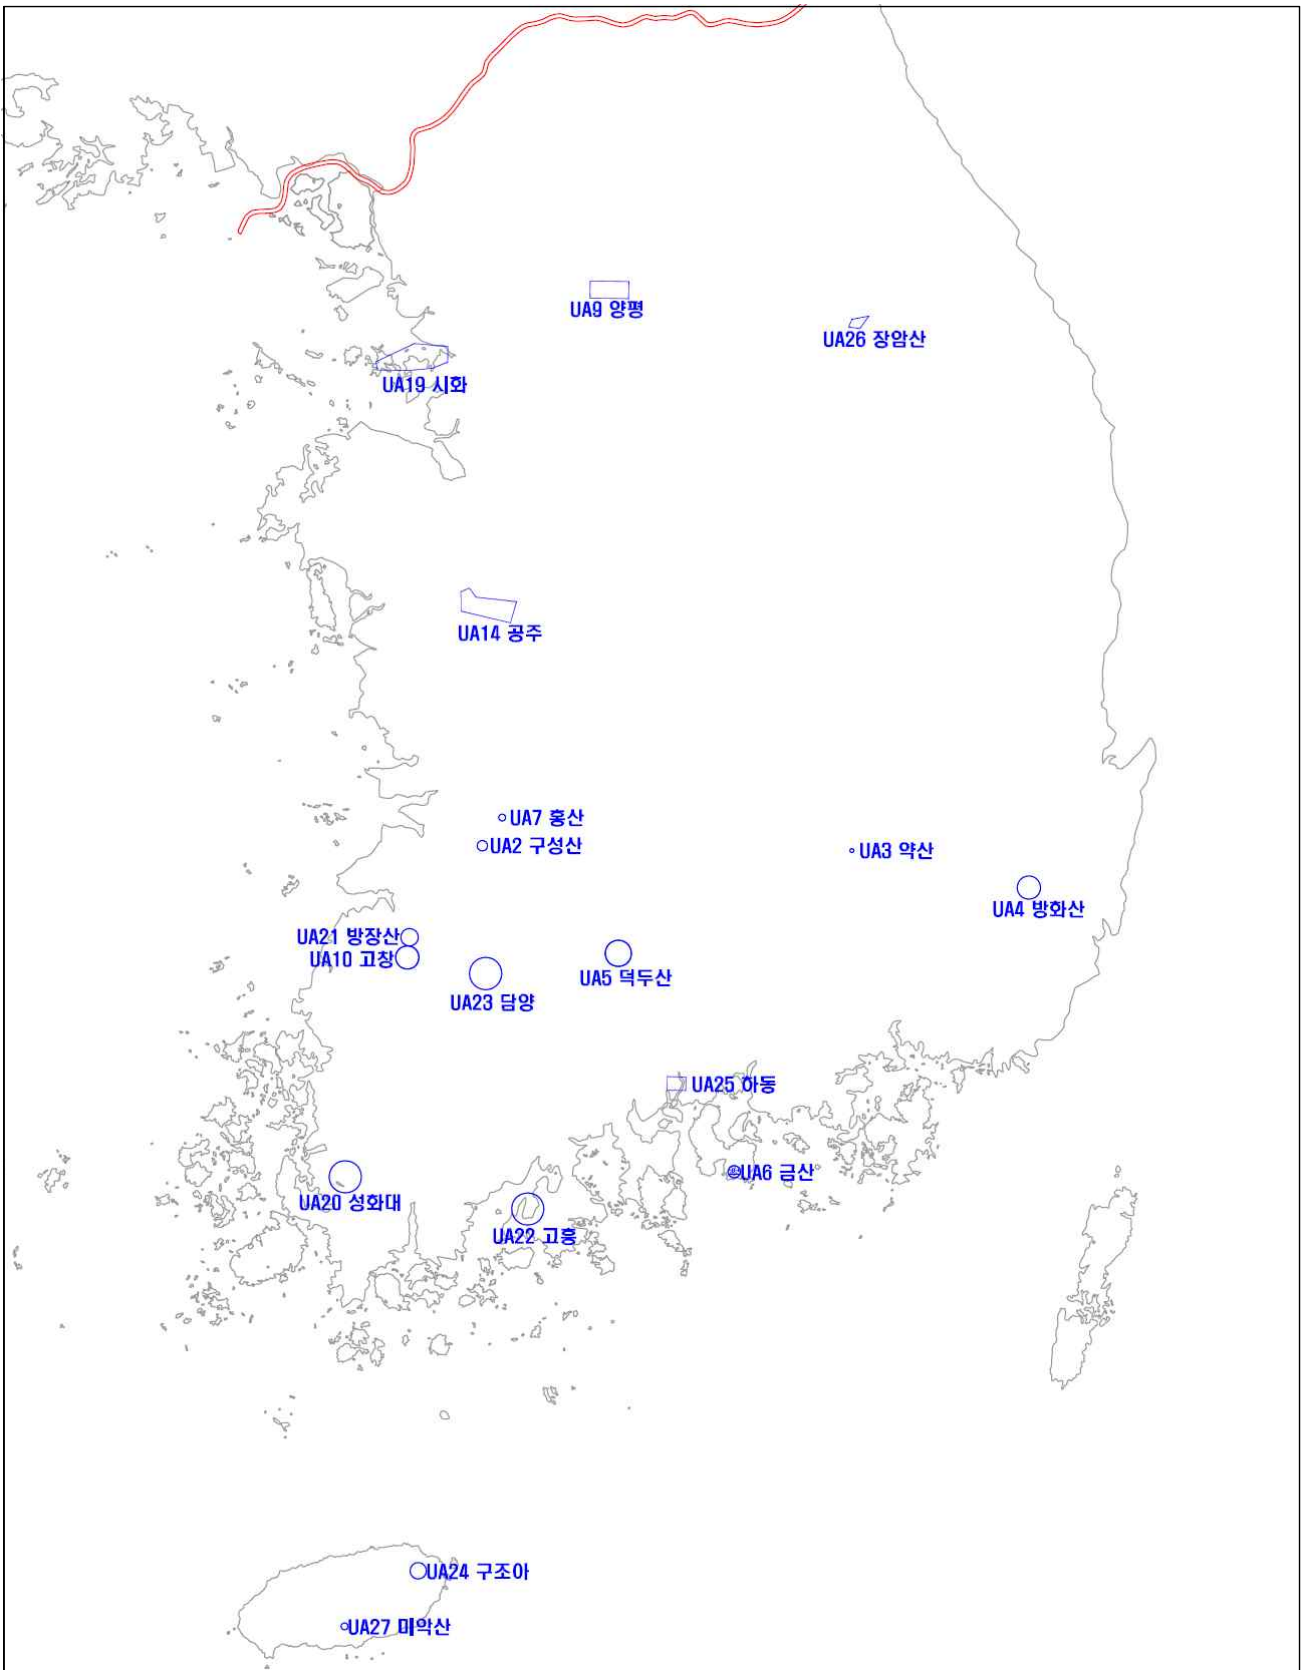 UA9 양평
UA26 장암산
UA19 시화
UA14 공주
UA7 홍산
UA2 구성산
UA3 약산
UA4 방화산
UA21 방장산
UA10 고창
UA5 덕두산
UA23 담양
UA25 하동
UA6 금산
UA20 성화대
UA22 고흥
UA24 구조아
UA27 미악산